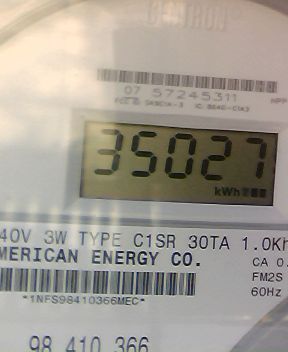 CENTRON
07 57245311
35027
kWh
40V 3W TYPE C1SR 30TA 1.0Kh
MERICAN ENERGY CO.
CA 0.
FM2S
*1NFS98410366MEC*
60Hz
98 410 366